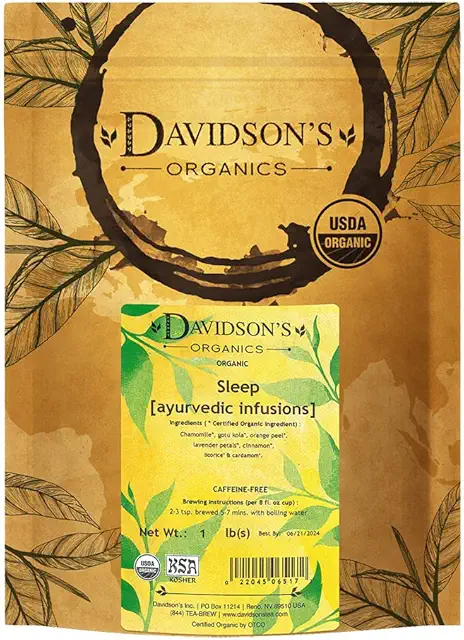 DAVIDSON'S
ORGANICS
USDA
ORGANIC
DAVIDSON'S
ORGANICS
ORGANIC
Sleep
[ayurvedic infusions]
Ingredients ( * Certified Organic Ingredient) :
Chamomile*, gotu kola*, orange peel*,
lavender petals*, cinnamon*,
licorice* & cardamom*.
CAFFEINE-FREE
Brewing Instructions (per 8 fl. oz cup) :
2-3 tsp. brewed 5-7 mins. with boiling water
Net Wt.: 1 lb(s) Best By: 06/21/2024
USDA
ORGANIC
KSA
KOSHER
0 22045 06517
Davidson's Inc. | PO Box 11214 | Reno, NV 89510 USA
(844) TEA-BREW | www.davidsonstea.com
Certified Organic by OTCO